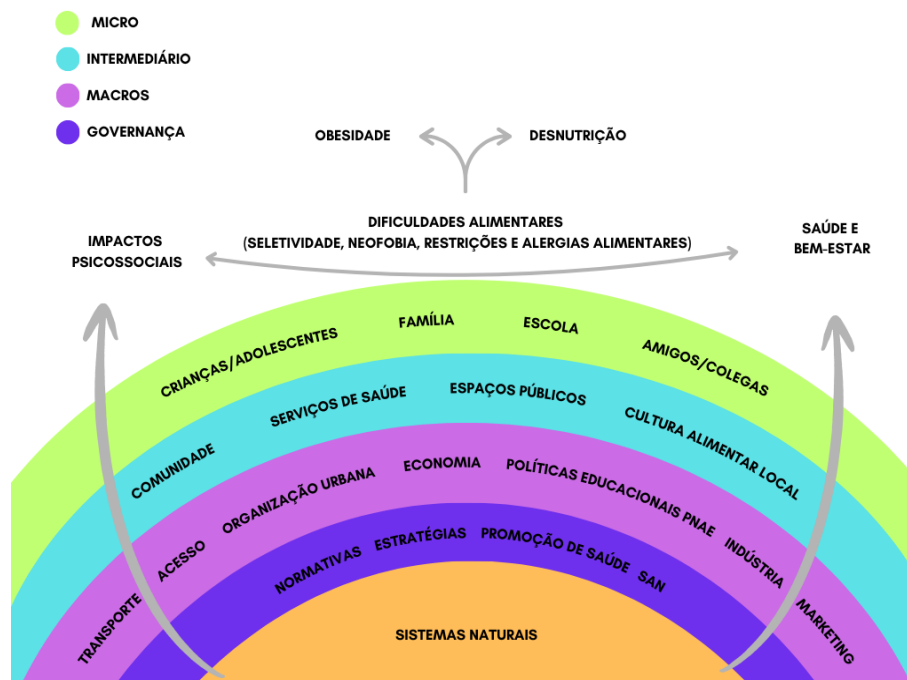 MICRO
INTERMEDIÁRIO
MACROS
GOVERNANÇA
OBESIDADE
DESNUTRIÇÃO
DIFICULDADES ALIMENTARES
(SELETIVIDADE, NEOFOBIA, RESTRIÇÕES E ALERGIAS ALIMENTARES)
IMPACTOS
PSICOSSOCIAIS
SAÚDE E
BEM-ESTAR
CRIANÇAS/ADOLESCENTES
FAMÍLIA
ESCOLA
AMIGOS/COLEGAS
COMUNIDADE
SERVIÇOS DE SAÚDE
ESPAÇOS PÚBLICOS
CULTURA ALIMENTAR LOCAL
TRANSPORTE
ACESSO
ORGANIZAÇÃO URBANA
ECONOMIA
POLÍTICAS EDUCACIONAIS PNAE
INDÚSTRIA
MARKETING
NORMATIVAS
ESTRATÉGIAS
PROMOÇÃO DE SAÚDE
SAN
SISTEMAS NATURAIS